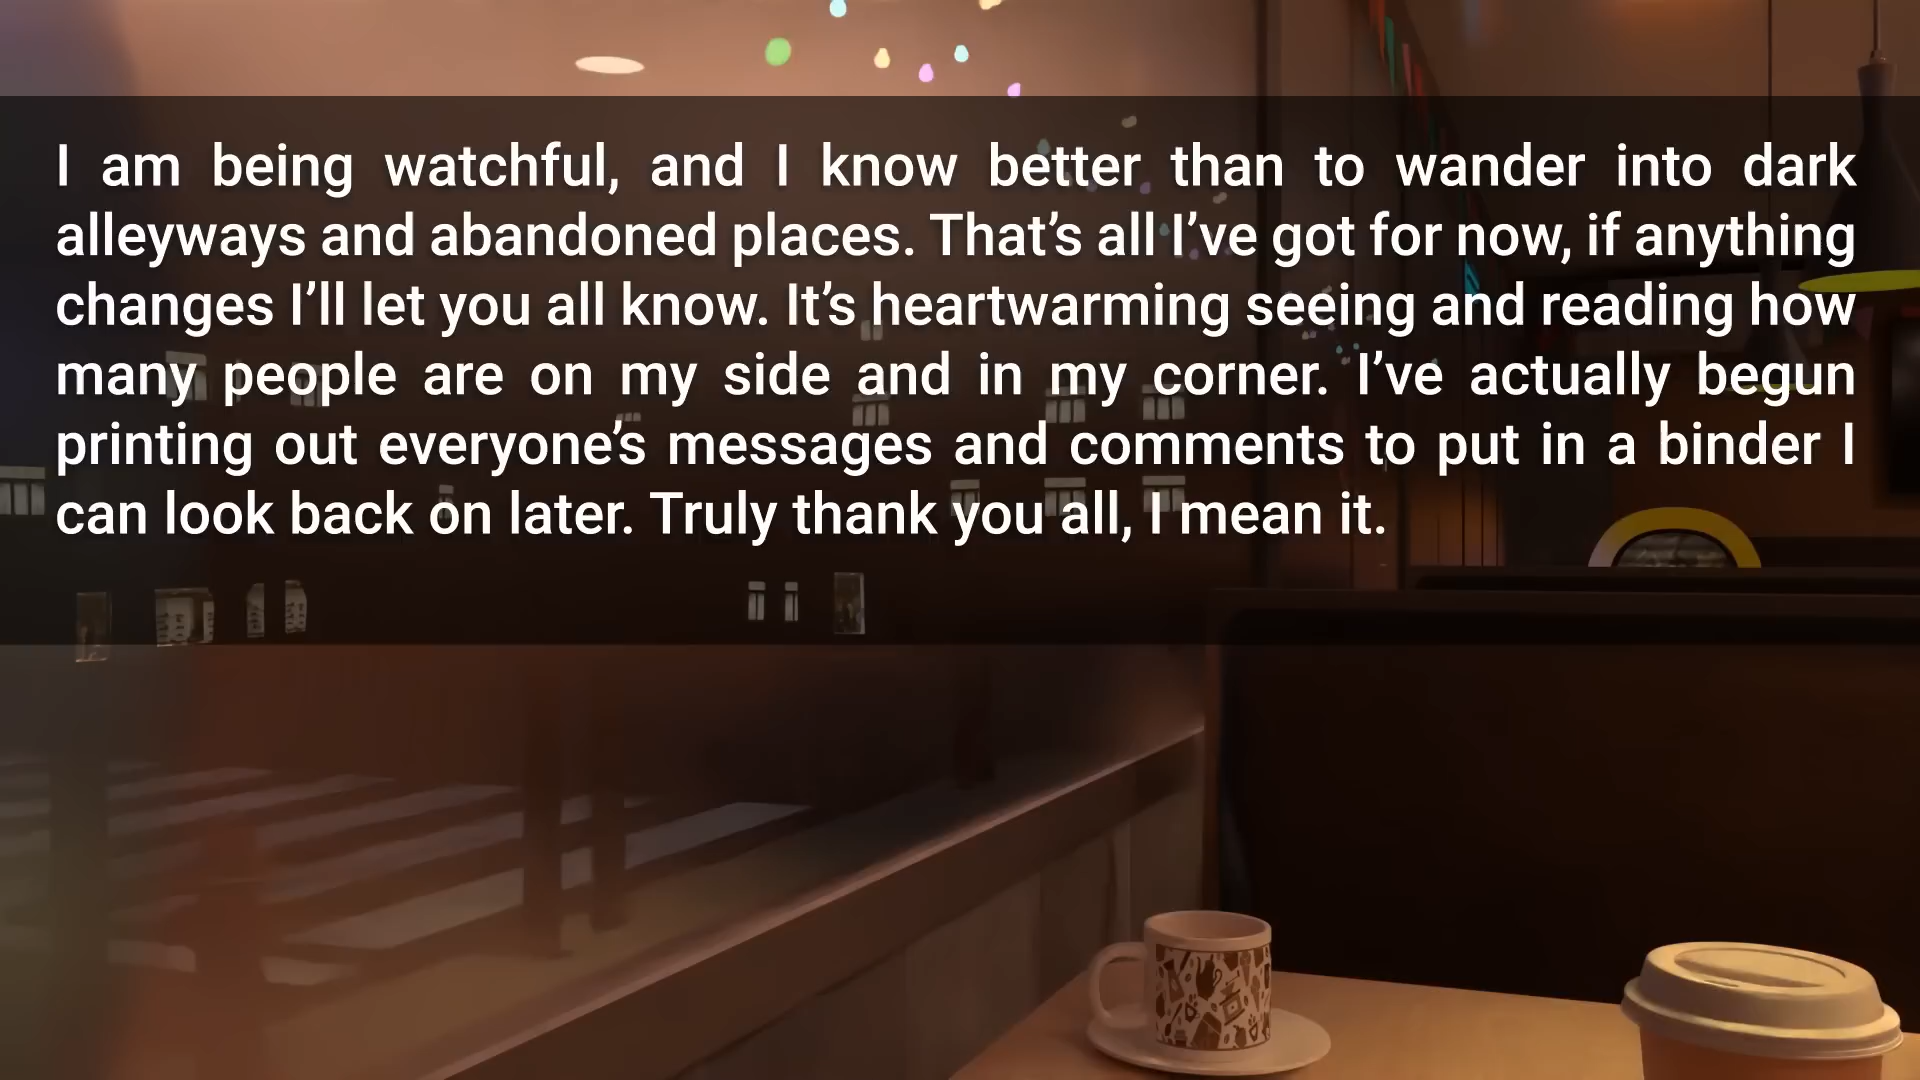 I am being watchful, and I know better than to wander into dark
alleyways and abandoned places. That’s all I’ve got for now, if anything
changes I’ll let you all know. It’s heartwarming seeing and reading how
many people are on my side and in my corner. I’ve actually begun
printing out everyone’s messages and comments to put in a binder I
can look back on later. Truly thank you all, I mean it.